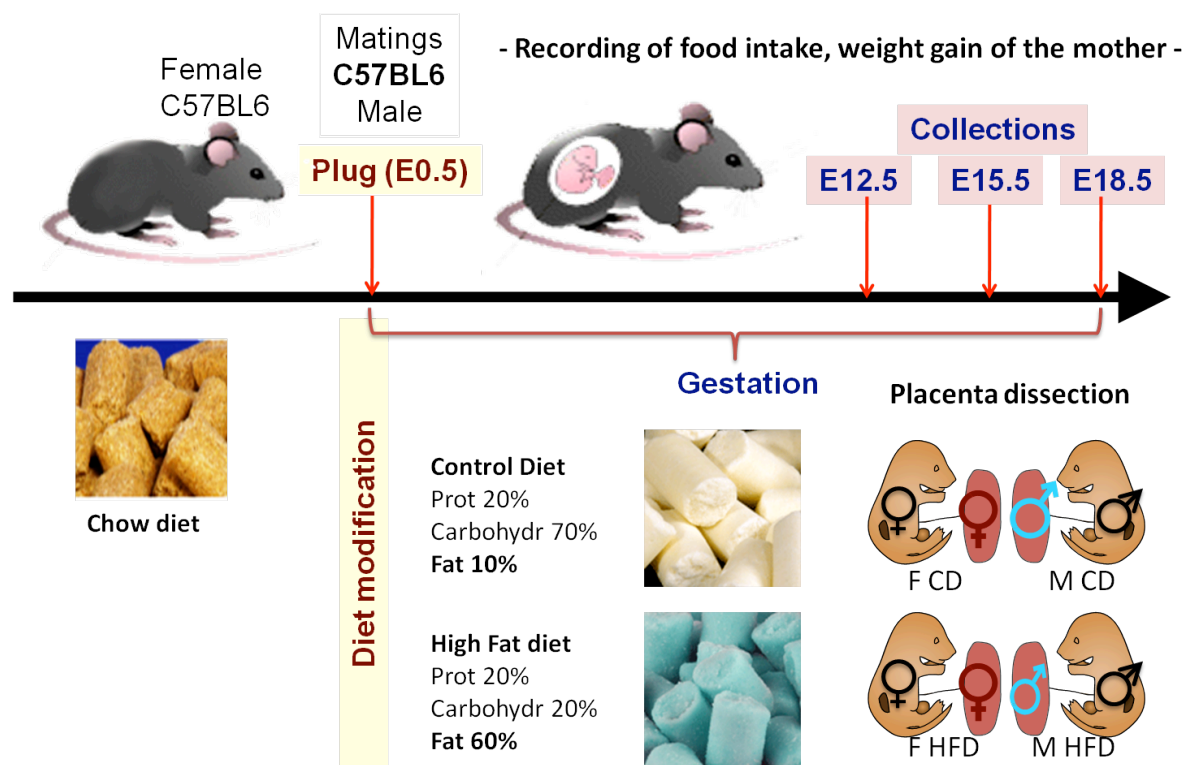 Female
C57BL6
Matings
C57BL6
Male
Plug (E0.5)
- Recording of food intake, weight gain of the mother -
Collections
E12.5
E15.5
E18.5
Chow diet
Diet modification
Gestation
Control Diet
Prot 20%
Carbohydr 70%
Fat 10%
High Fat diet
Prot 20%
Carbohydr 20%
Fat 60%
Placenta dissection
♀ ♀ ♂ ♂
F CD
M CD
♀ ♀ ♂ ♂
F HFD
M HFD